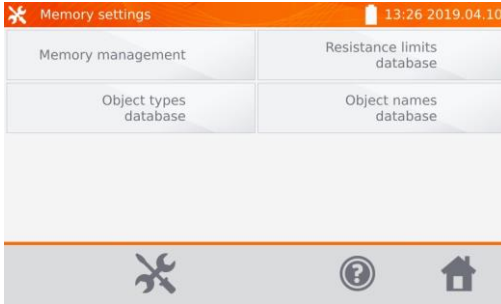 Memory settings 13:26 2019.04.10
Memory management
Resistance limits
database
Object types
database
Object names
database
?